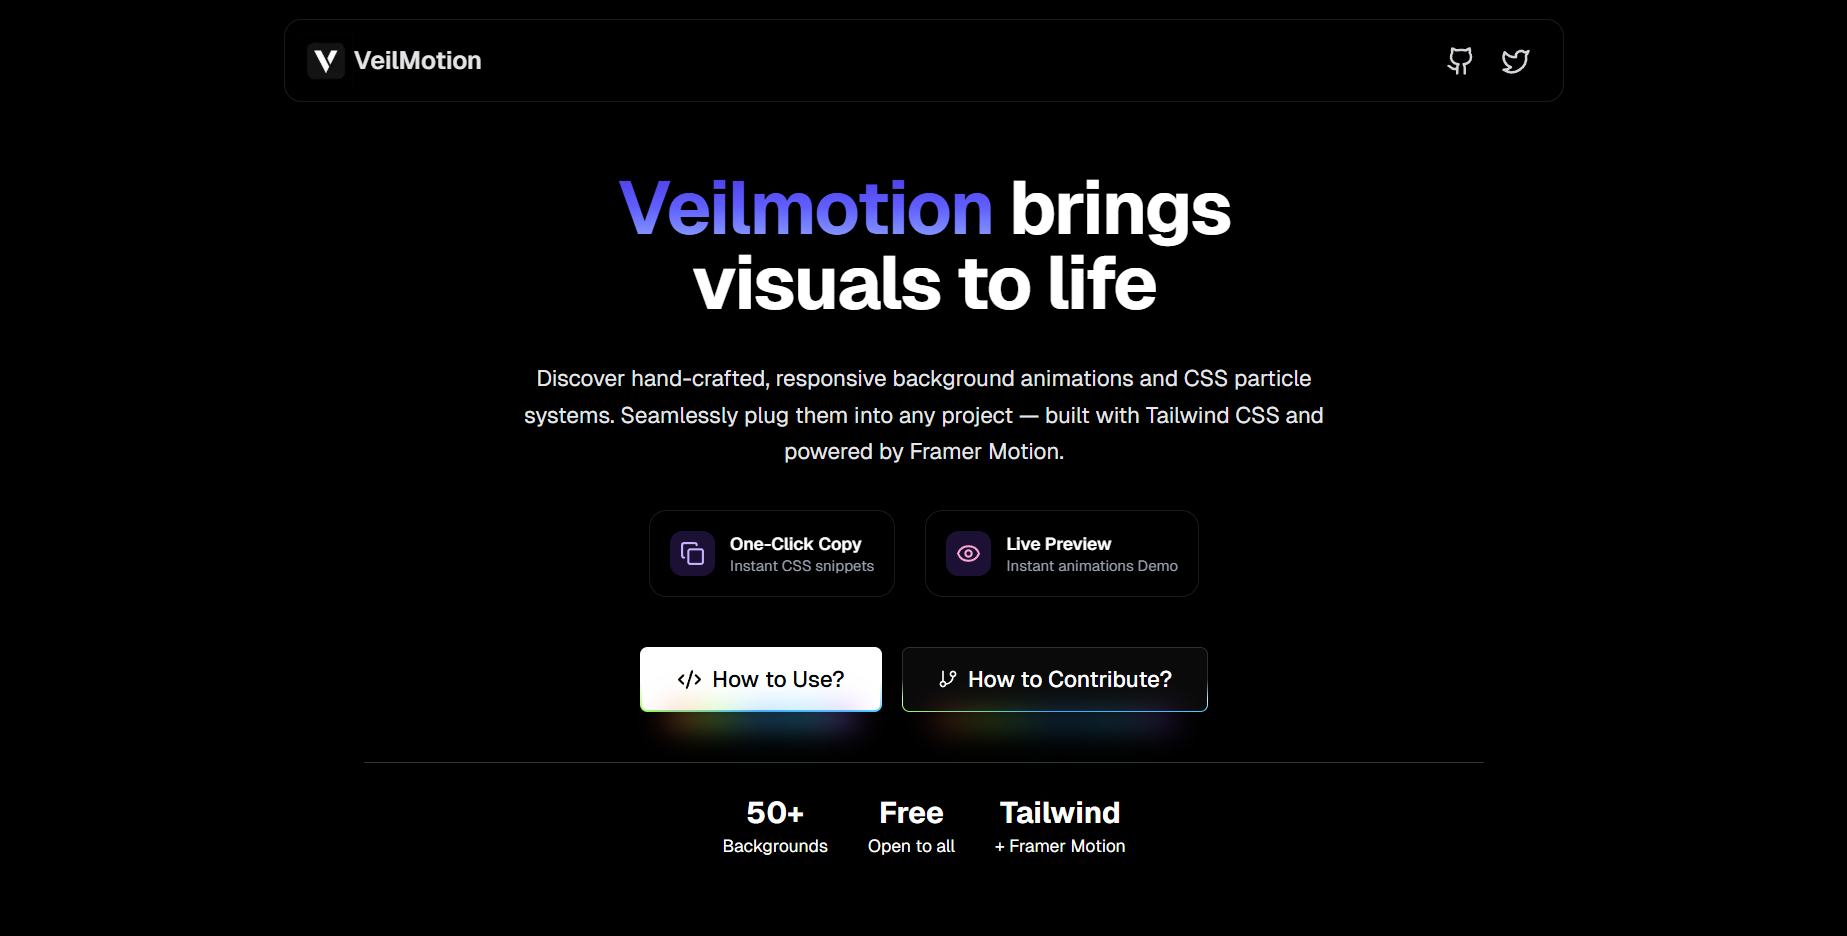 VeilMotion
Veilmotion brings
visuals to life
Discover hand-crafted, responsive background animations and CSS particle
systems. Seamlessly plug them into any project — built with Tailwind CSS and
powered by Framer Motion.
One-Click Copy
Instant CSS snippets
Live Preview
Instant animations Demo
How to Use?
How to Contribute?
50+
Backgrounds
Free
Open to all
Tailwind
+ Framer Motion